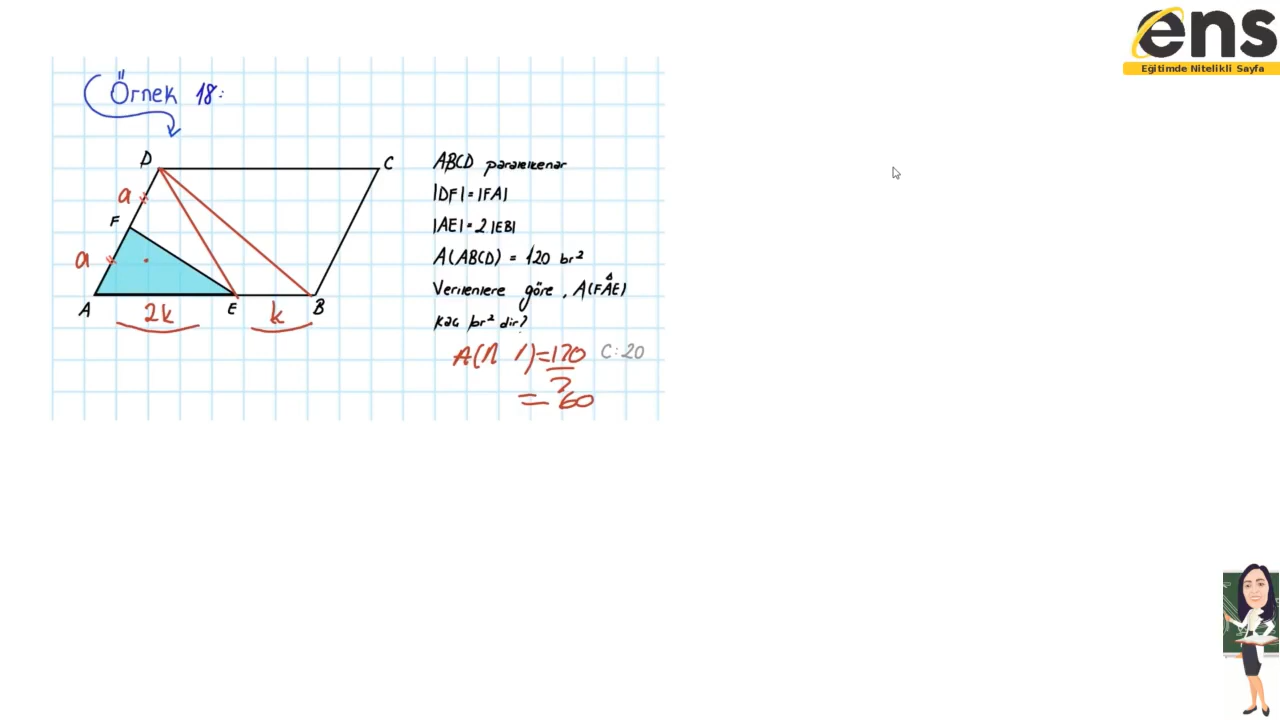 ens
Eğitimde Nitelikli Sayfa
Örnek 18:
D
C
a
F
a
A
E
B
2k
k
ABCD paralelkenar
|DF| = |FA|
|AE| = 2|EB|
A(ABCD) = 120 br²
Verilenlere göre, A(FAE)
kaç br² dir?
= 120
2
= 60
C: 20